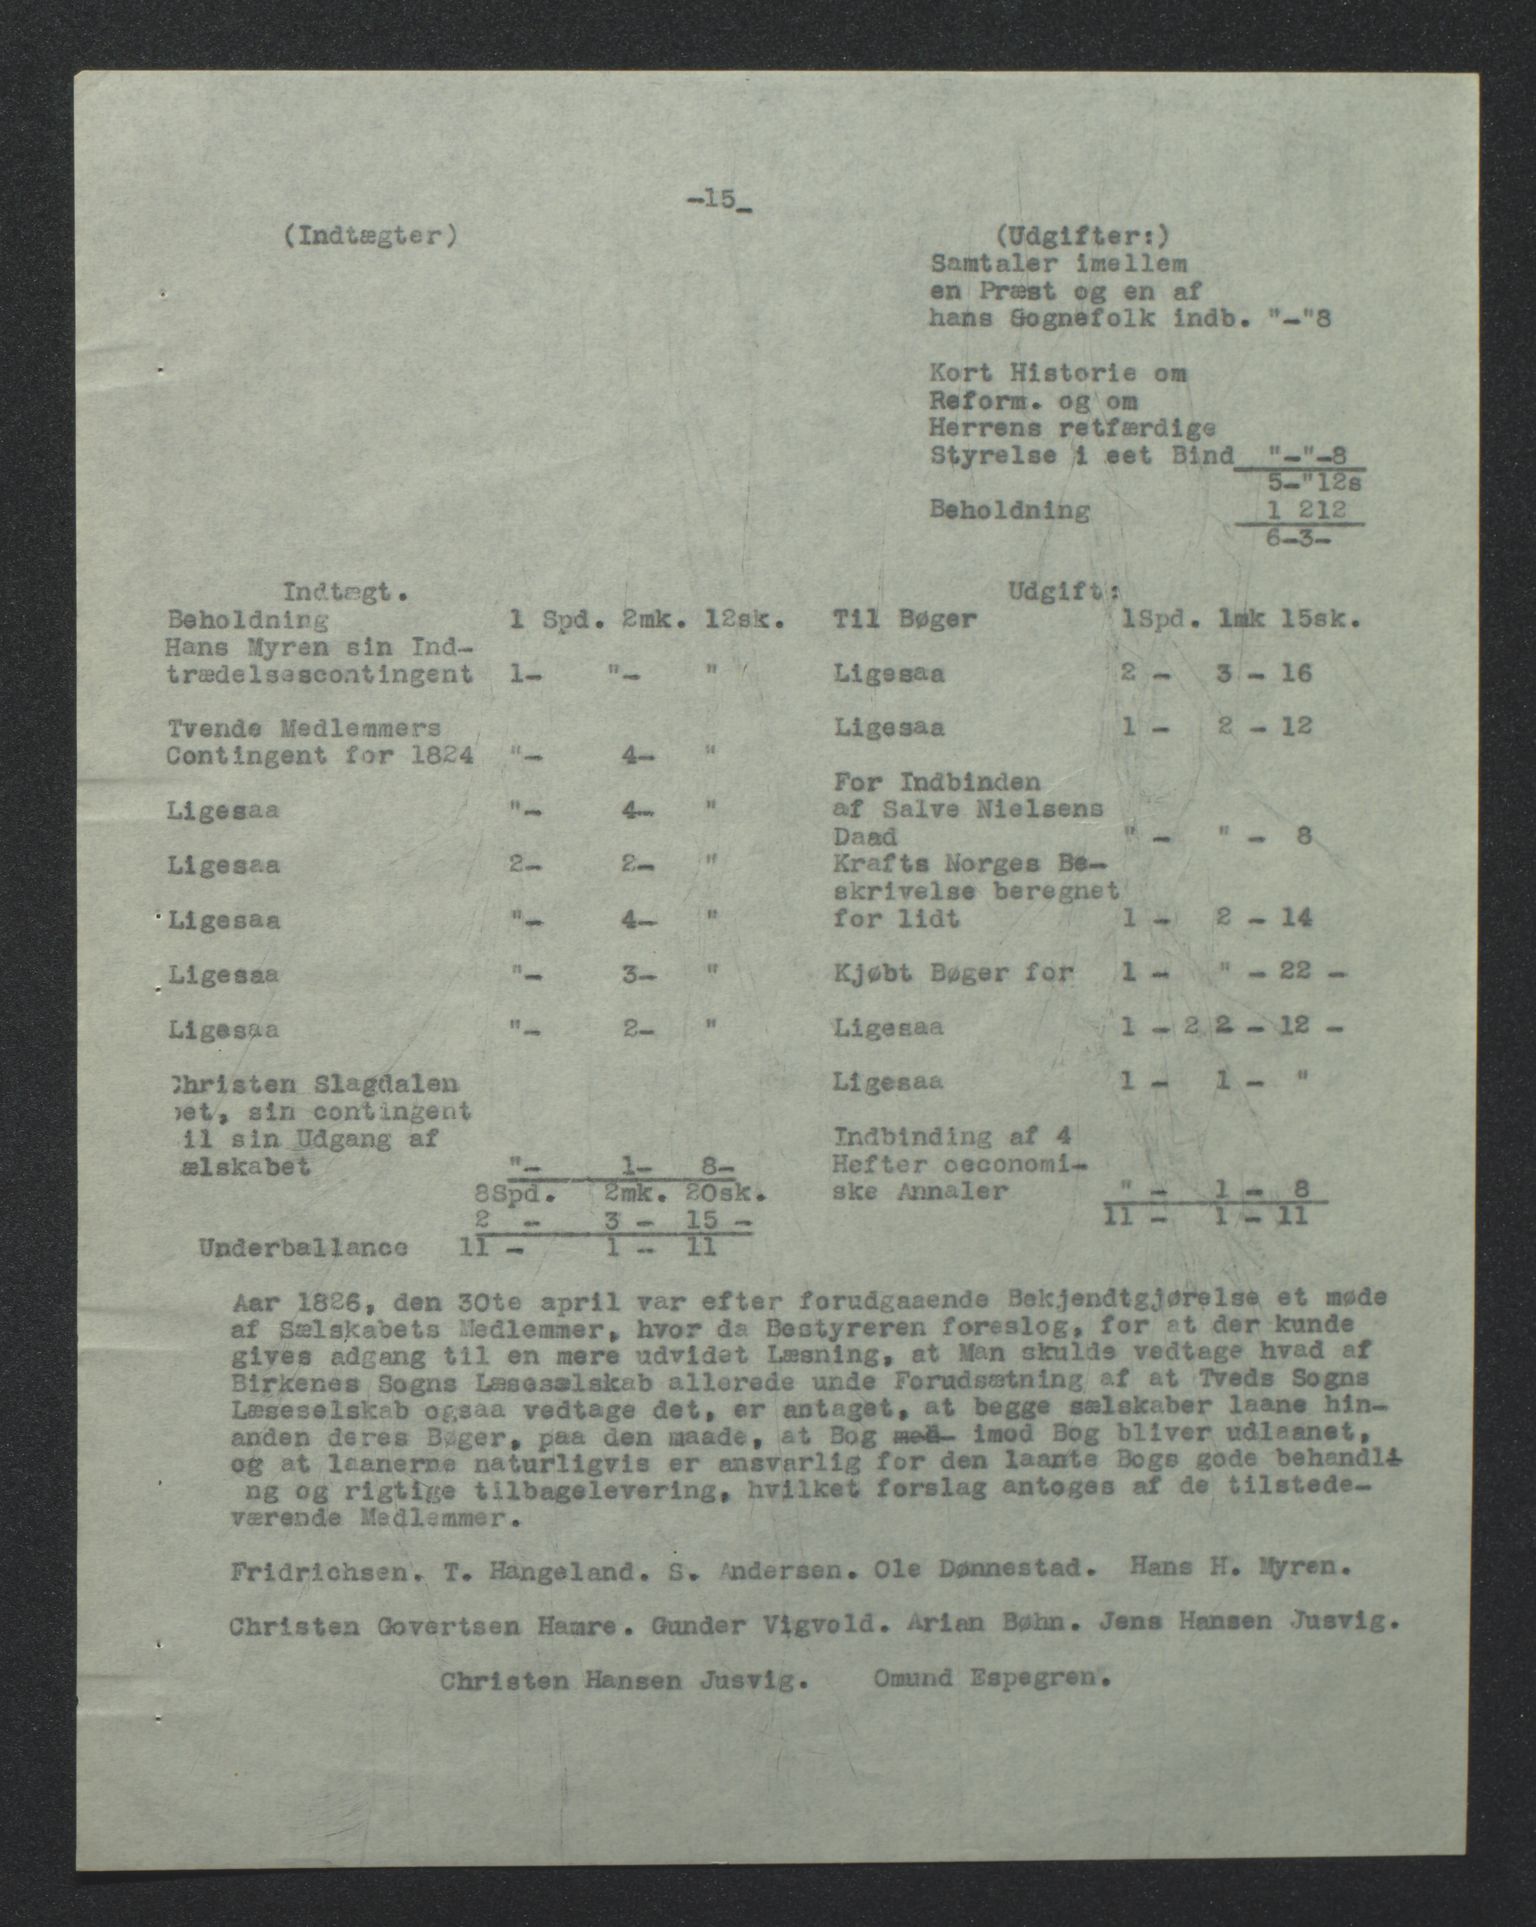 -15_
(Indtægter)
(Udgifter:)
Samtaler imellem
en Præst og en af
hans Sognefolk indb. "-"8
Kort Historie om
Reform. og om
Herrens retfærdige
Styrelse i eet Bind "-"-8
5-"12s
Beholdning 1 212
6-3-
Indtægt.
Beholdning 1 Spd. 2mk. 12sk.
Hans Myren sin Ind-
trædelsescontingent 1- "- "
Tvende Medlemmers
Contingent for 1824 "- 4- "
Ligesaa "- 4- "
Ligesaa 2- 2- "
Ligesaa "- 4- "
Ligesaa "- 3- "
Ligesaa "- 2- "
Christen Slagdalen
et, sin contingent
il sin Udgang af
ælskabet "- 1- 8-
8Spd. 2mk. 20sk.
2 - 3 - 15 -
Underballance 11 - 1 - 11
Udgift:
Til Bøger 1Spd. 1mk 15sk.
Ligesaa 2 - 3 - 16
Ligesaa 1 - 2 - 12
For Indbinden
af Salve Nielsens
Daad " - " - 8
Krafts Norges Be-
skrivelse beregnet
for lidt 1 - 2 - 14
Kjøbt Bøger for 1 - " - 22 -
Ligesaa 1 - 2 2 - 12 -
Ligesaa 1 - 1 - "
Indbinding af 4
Hefter oeconomi-
ske Annaler " - 1 - 8
11 - 1 - 11
Aar 1826, den 30te april var efter forudgaaende Bekjendtgjørelse et møde
af Sælskabets Medlemmer, hvor da Bestyreren foreslog, for at der kunde
gives adgang til en mere udvidet Læsning, at Man skulde vedtage hvad af
Birkenes Sogns Læsesælskab allerede unde Forudsætning af at Tveds Sogns
Læseselskab ogsaa vedtage det, er antaget, at begge sælskaber laane hin-
anden deres Bøger, paa den maade, at Bog med- imod Bog bliver udlaanet,
og at laanerne naturligvis er ansvarlig for den laante Bogs gode behandli
ng og rigtige tilbagelevering, hvilket forslag antoges af de tilstede-
værende Medlemmer.
Fridrichsen. T. Hangeland. S. Andersen. Ole Dønnestad. Hans H. Myren.
Christen Govertsen Hamre. Gunder Vigvold. Arian Bøhn. Jens Hansen Jusvig.
Christen Hansen Jusvig. Omund Espegren.